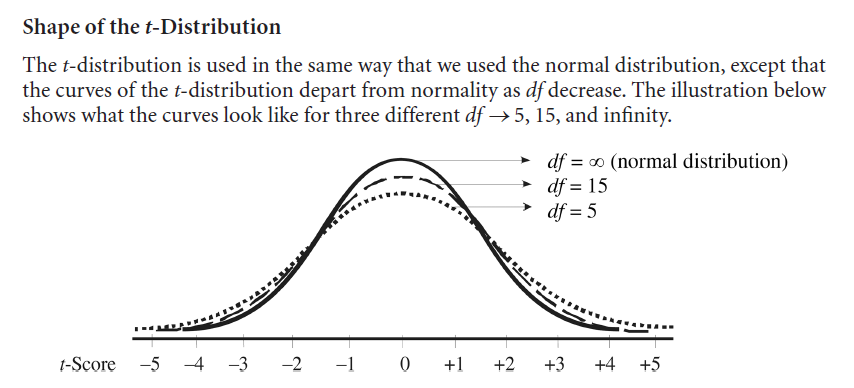 Shape of the t-Distribution
The t-distribution is used in the same way that we used the normal distribution, except that
the curves of the t-distribution depart from normality as df decrease. The illustration below
shows what the curves look like for three different df → 5, 15, and infinity.
df = ∞ (normal distribution)
df = 15
df = 5
t-Score –5 –4 –3 –2 –1 0 +1 +2 +3 +4 +5